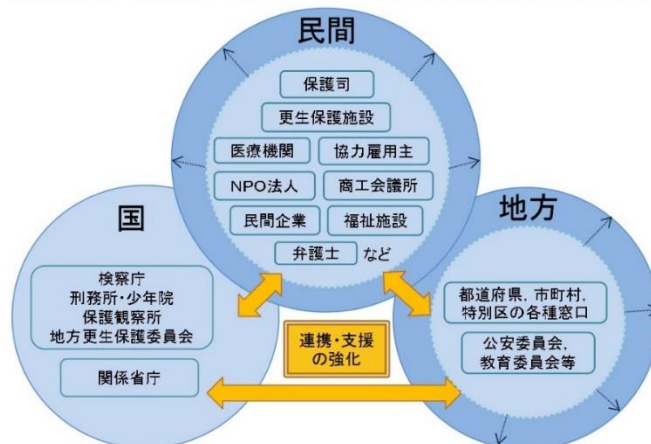 民間
保護司
更生保護施設
医療機関
協力雇用主
NPO法人
商工会議所
民間企業
福祉施設
弁護士 など
国
検察庁
刑務所・少年院
保護観察所
地方更生保護委員会
関係省庁
地方
都道府県，市町村，
特別区の各種窓口
公安委員会，
教育委員会等
連携・支援
の強化